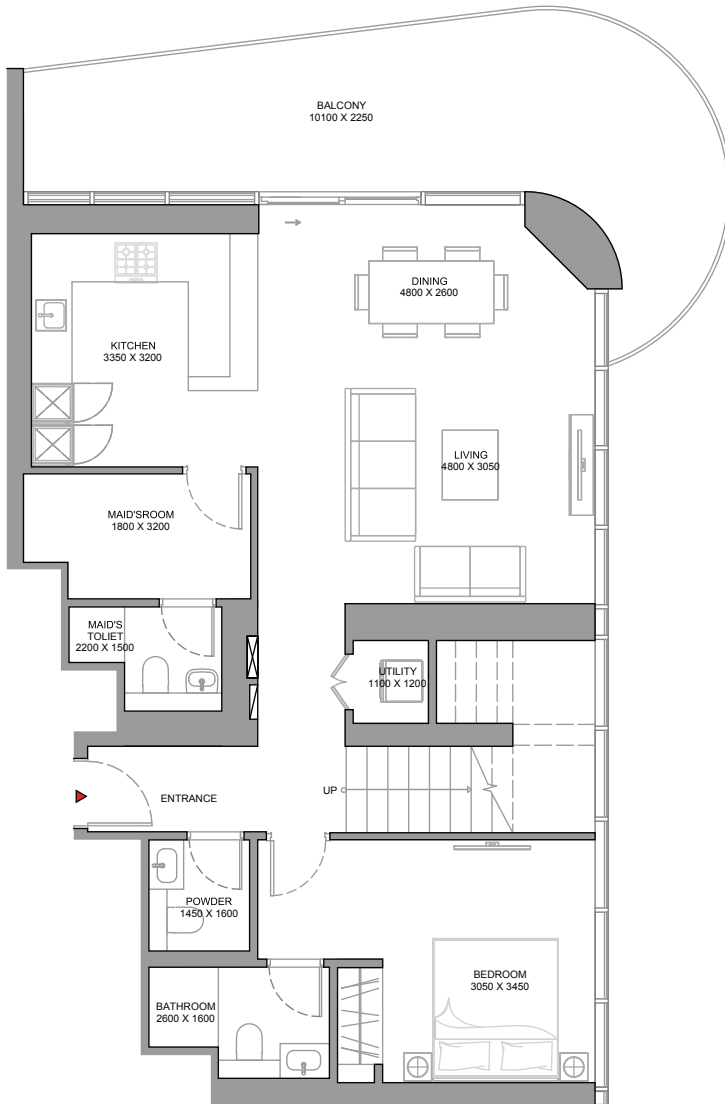 BALCONY
10100 X 2250
DINING
4800 X 2600
KITCHEN
3350 X 3200
LIVING
4800 X 3050
MAID'SROOM
1800 X 3200
MAID'S
TOLIET
2200 X 1500
UTILITY
1100 X 1200
UP
ENTRANCE
POWDER
1450 X 1600
BEDROOM
3050 X 3450
BATHROOM
2600 X 1600